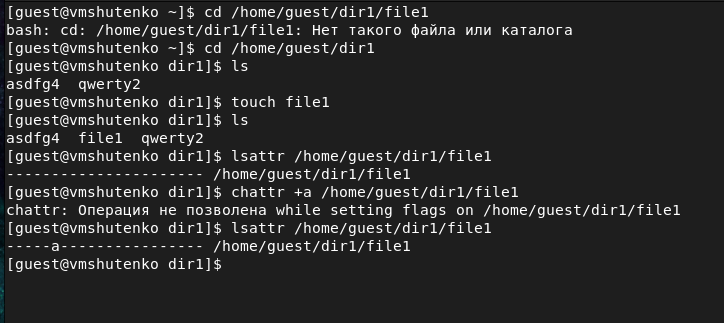 [guest@vmshutenko ~]$ cd /home/guest/dir1/file1
bash: cd: /home/guest/dir1/file1: Нет такого файла или каталога
[guest@vmshutenko ~]$ cd /home/guest/dir1
[guest@vmshutenko dir1]$ ls
asdfg4  qwerty2
[guest@vmshutenko dir1]$ touch file1
[guest@vmshutenko dir1]$ ls
asdfg4  file1  qwerty2
[guest@vmshutenko dir1]$ lsattr /home/guest/dir1/file1
---------------------- /home/guest/dir1/file1
[guest@vmshutenko dir1]$ chattr +a /home/guest/dir1/file1
chattr: Операция не позволена while setting flags on /home/guest/dir1/file1
[guest@vmshutenko dir1]$ lsattr /home/guest/dir1/file1
-----a---------------- /home/guest/dir1/file1
[guest@vmshutenko dir1]$